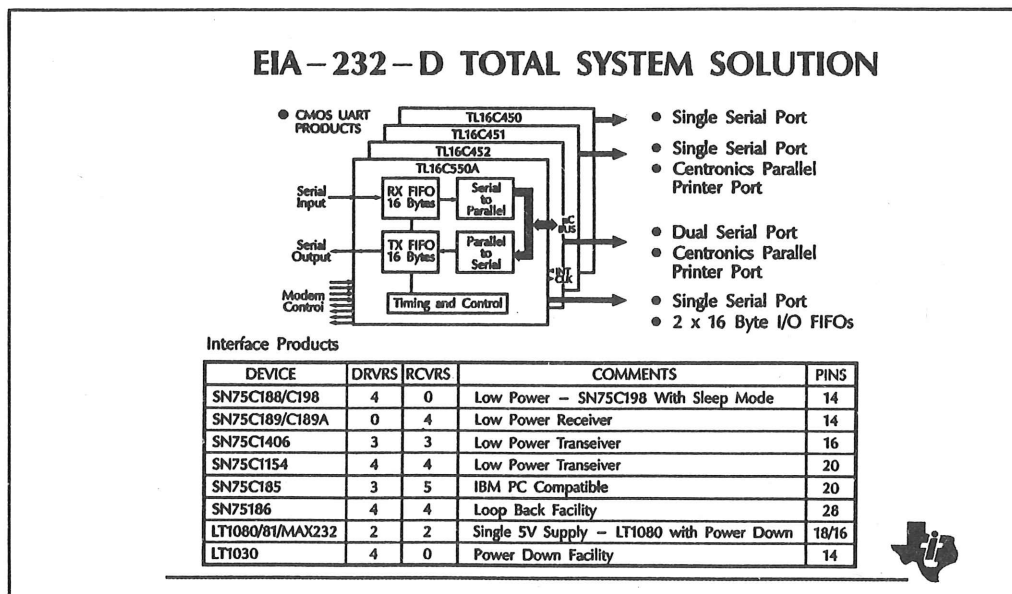 EIA–232–D TOTAL SYSTEM SOLUTION
● CMOS UART
PRODUCTS
TL16C450
TL16C451
TL16C452
TL16C550A
Serial
Input
RX FIFO
16 Bytes
Serial
to
Parallel
Serial
Output
TX FIFO
16 Bytes
Parallel
to
Serial
BUS
INT
CLK
Modem
Control
Timing and Control
● Single Serial Port
● Single Serial Port
● Centronics Parallel
Printer Port
● Dual Serial Port
● Centronics Parallel
Printer Port
● Single Serial Port
● 2 x 16 Byte I/O FIFOs
Interface Products
DEVICE DRVRS RCVRS COMMENTS PINS
SN75C188/C198 4 0 Low Power – SN75C198 With Sleep Mode 14
SN75C189/C189A 0 4 Low Power Receiver 14
SN75C1406 3 3 Low Power Transeiver 16
SN75C1154 4 4 Low Power Transeiver 20
SN75C185 3 5 IBM PC Compatible 20
SN75186 4 4 Loop Back Facility 28
LT1080/81/MAX232 2 2 Single 5V Supply – LT1080 with Power Down 18/16
LT1030 4 0 Power Down Facility 14